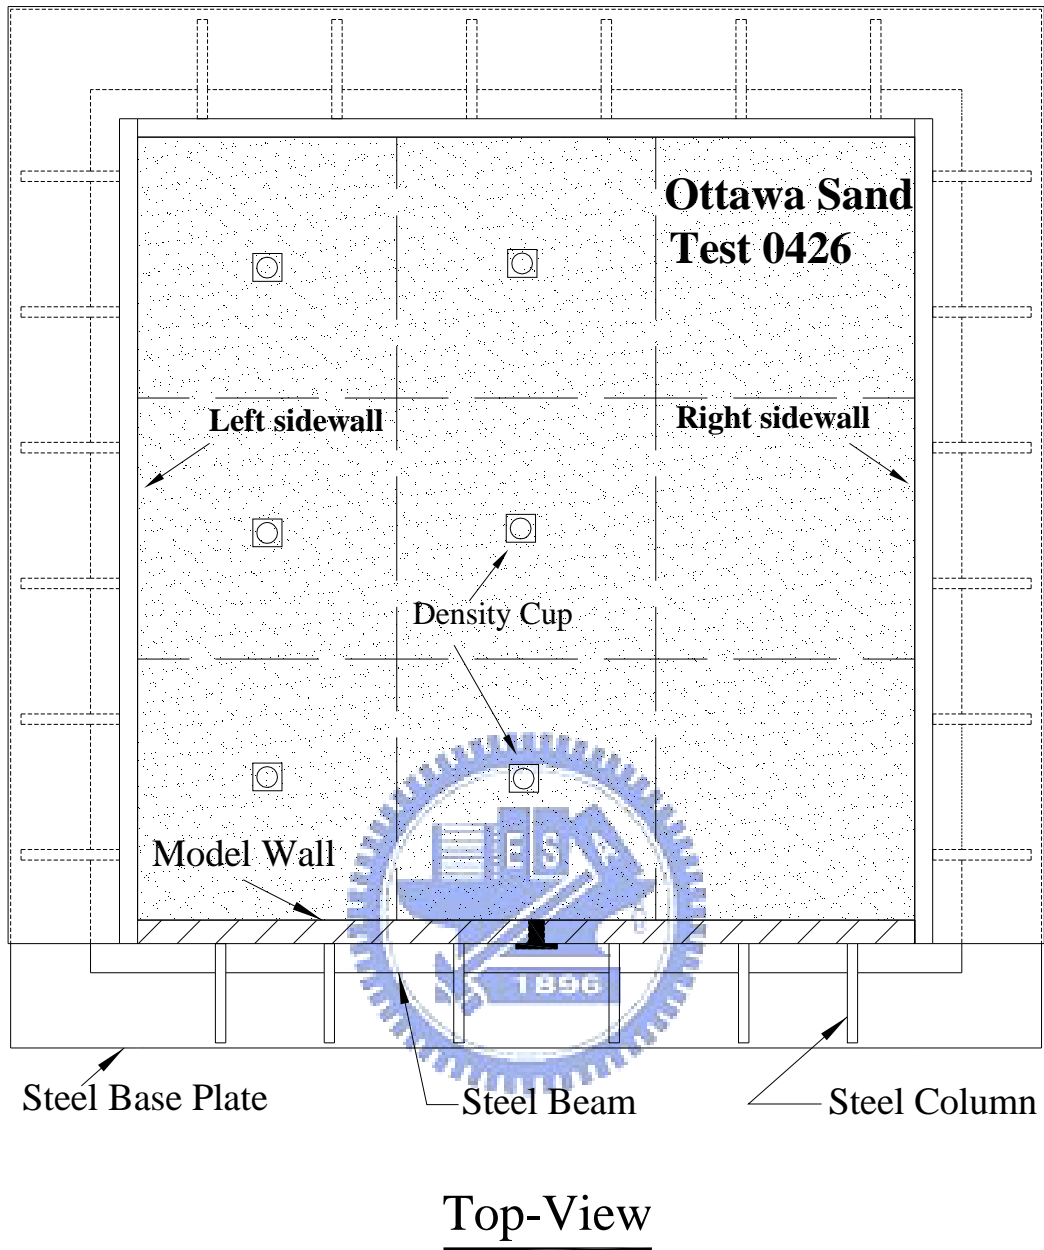 Ottawa Sand
Test 0426
Left sidewall
Right sidewall
Density Cup
Model Wall
E S
1896
Steel Base Plate
Steel Beam
Steel Column
Top-View